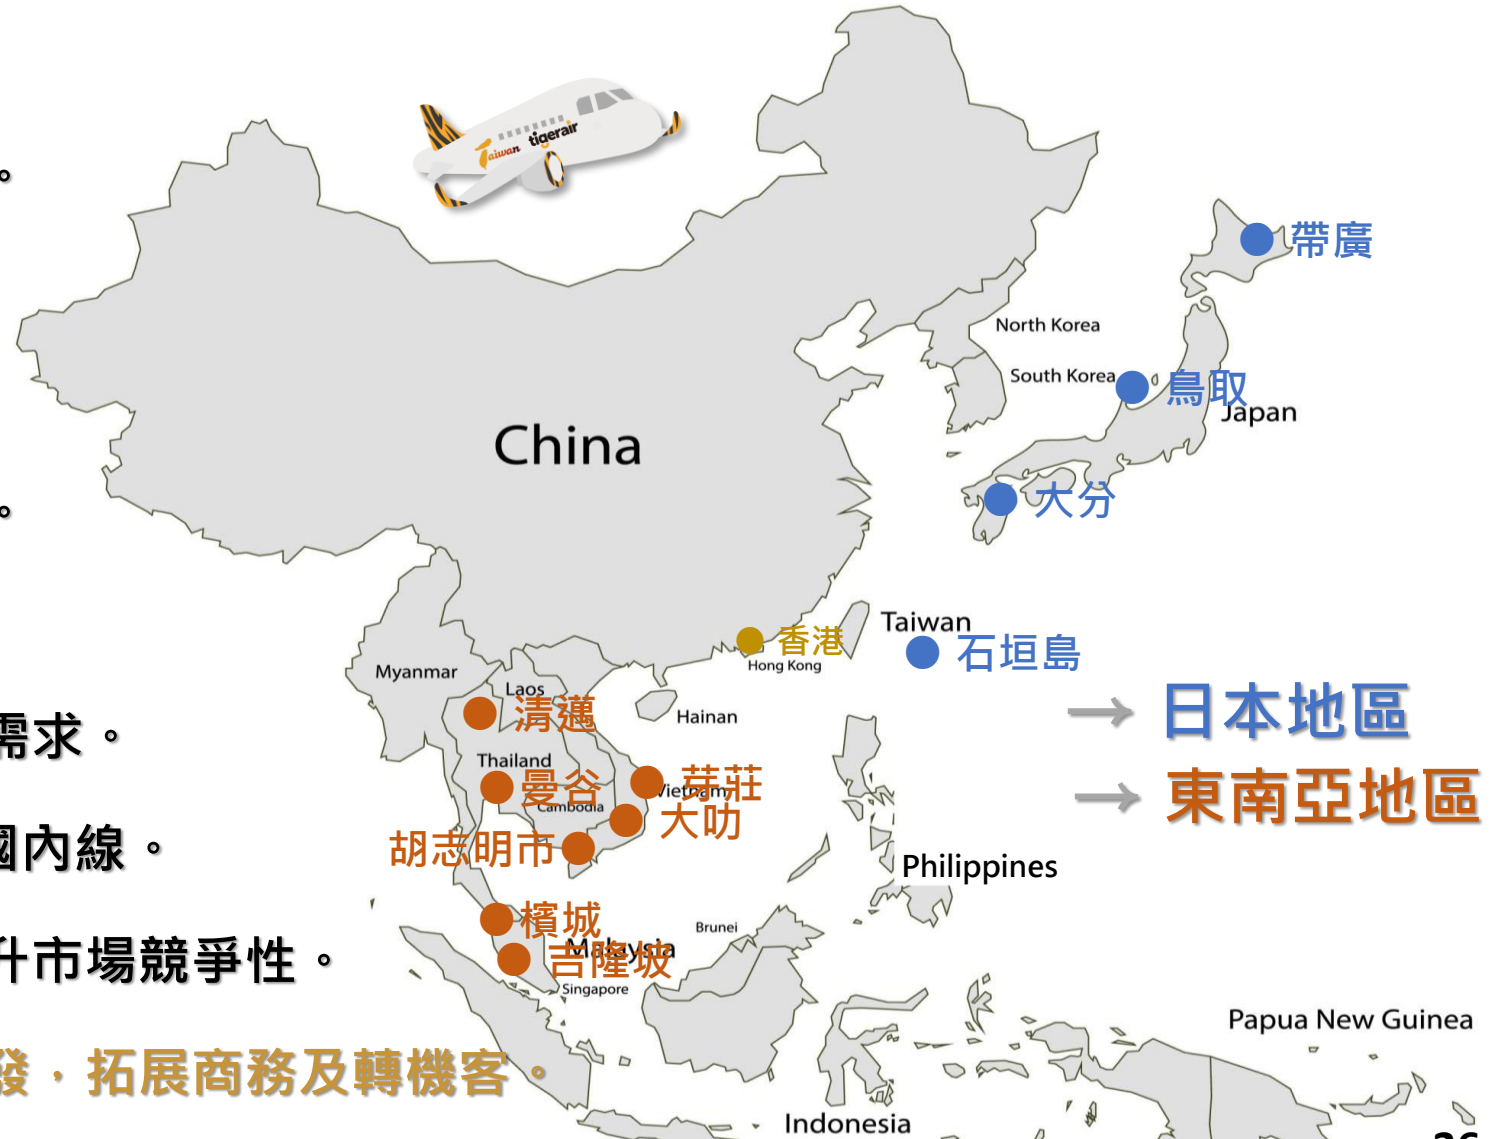 Taiwan tigerair
。
帶廣
North Korea
South Korea
鳥取
Japan
China
大分
。
Taiwan
香港
石垣島
Hong Kong
Myanmar
Laos
清邁
Hainan
需求。
→ 日本地區
Thailand
曼谷
芽莊
Vietnam
Cambodia
→ 東南亞地區
大叻
國內線。
胡志明市
Philippines
檳城
Brunei
升市場競爭性。
Malaysia
吉隆坡
Singapore
Papua New Guinea
發，拓展商務及轉機客。
Indonesia